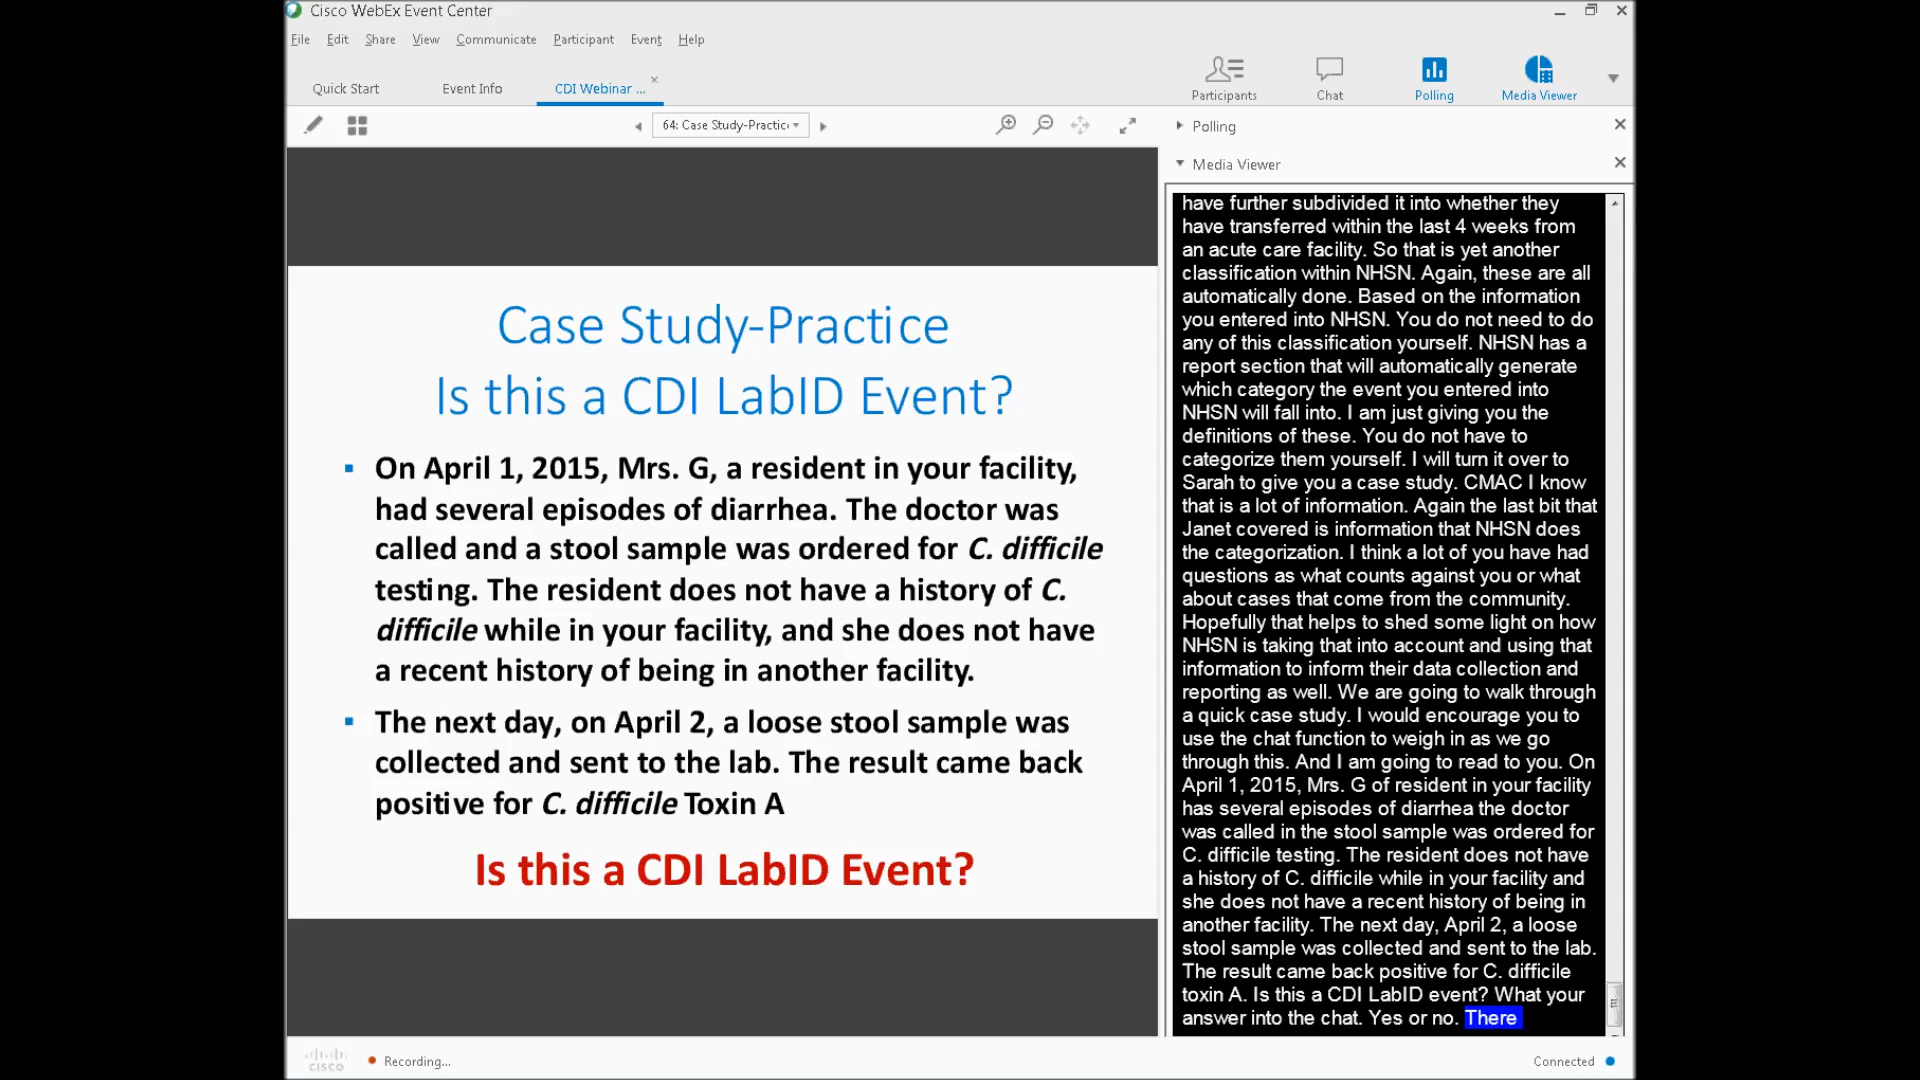 Cisco WebEx Event Center
File Edit Share View Communicate Participant Event Help
Quick Start Event Info CDI Webinar ...
Participants Chat Polling Media Viewer
64: Case Study-Practic
Polling
Media Viewer
Case Study-Practice
Is this a CDI LabID Event?
On April 1, 2015, Mrs. G, a resident in your facility,
had several episodes of diarrhea. The doctor was
called and a stool sample was ordered for C. difficile
testing. The resident does not have a history of C.
difficile while in your facility, and she does not have
a recent history of being in another facility.
The next day, on April 2, a loose stool sample was
collected and sent to the lab. The result came back
positive for C. difficile Toxin A
Is this a CDI LabID Event?
have further subdivided it into whether they
have transferred within the last 4 weeks from
an acute care facility. So that is yet another
classification within NHSN. Again, these are all
automatically done. Based on the information
you entered into NHSN. You do not need to do
any of this classification yourself. NHSN has a
report section that will automatically generate
which category the event you entered into
NHSN will fall into. I am just giving you the
definitions of these. You do not have to
categorize them yourself. I will turn it over to
Sarah to give you a case study. CMAC I know
that is a lot of information. Again the last bit that
Janet covered is information that NHSN does
the categorization. I think a lot of you have had
questions as what counts against you or what
about cases that come from the community.
Hopefully that helps to shed some light on how
NHSN is taking that into account and using that
information to inform their data collection and
reporting as well. We are going to walk through
a quick case study. I would encourage you to
use the chat function to weigh in as we go
through this. And I am going to read to you. On
April 1, 2015, Mrs. G of resident in your facility
has several episodes of diarrhea the doctor
was called in the stool sample was ordered for
C. difficile testing. The resident does not have
a history of C. difficile while in your facility and
she does not have a recent history of being in
another facility. The next day, April 2, a loose
stool sample was collected and sent to the lab.
The result came back positive for C. difficile
toxin A. Is this a CDI LabID event? What your
answer into the chat. Yes or no. There
cisco Recording... Connected